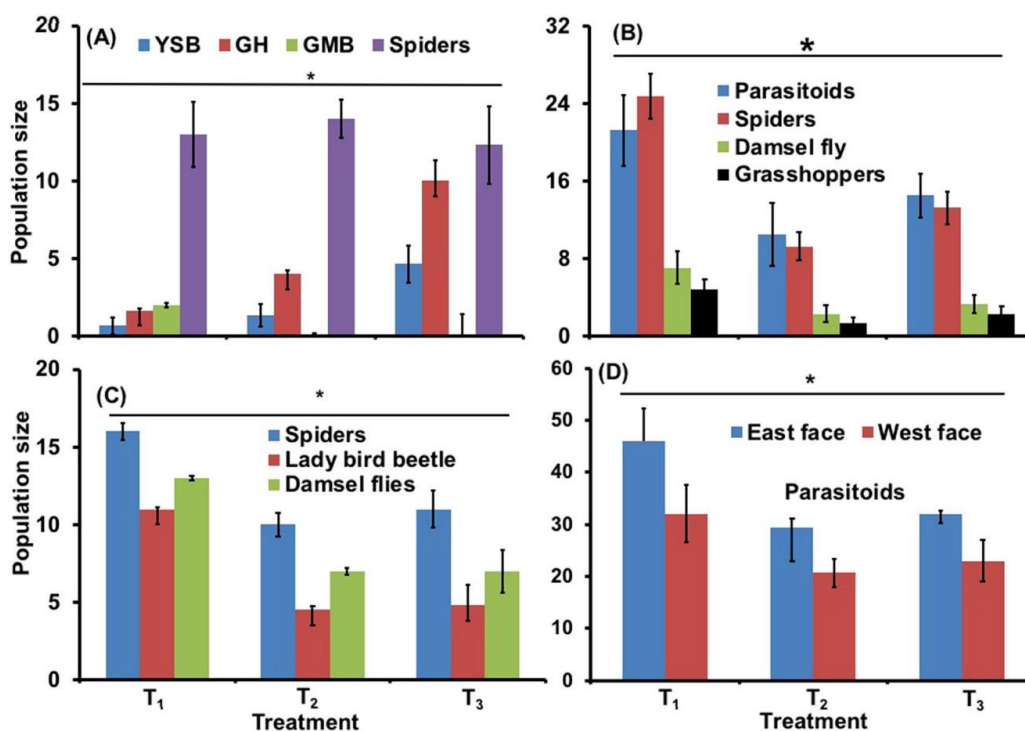 (A) YSB GH GMB Spiders
*
Population size
20
15
10
5
0
(B)
*
Parasitoids
Spiders
Damsel fly
Grasshoppers
32
24
16
8
0
(C)
*
Spiders
Lady bird beetle
Damsel flies
Population size
20
15
10
5
0
T1 T2 T3
Treatment
(D)
*
East face West face
Parasitoids
60
50
40
30
20
10
0
T1 T2 T3
Treatment